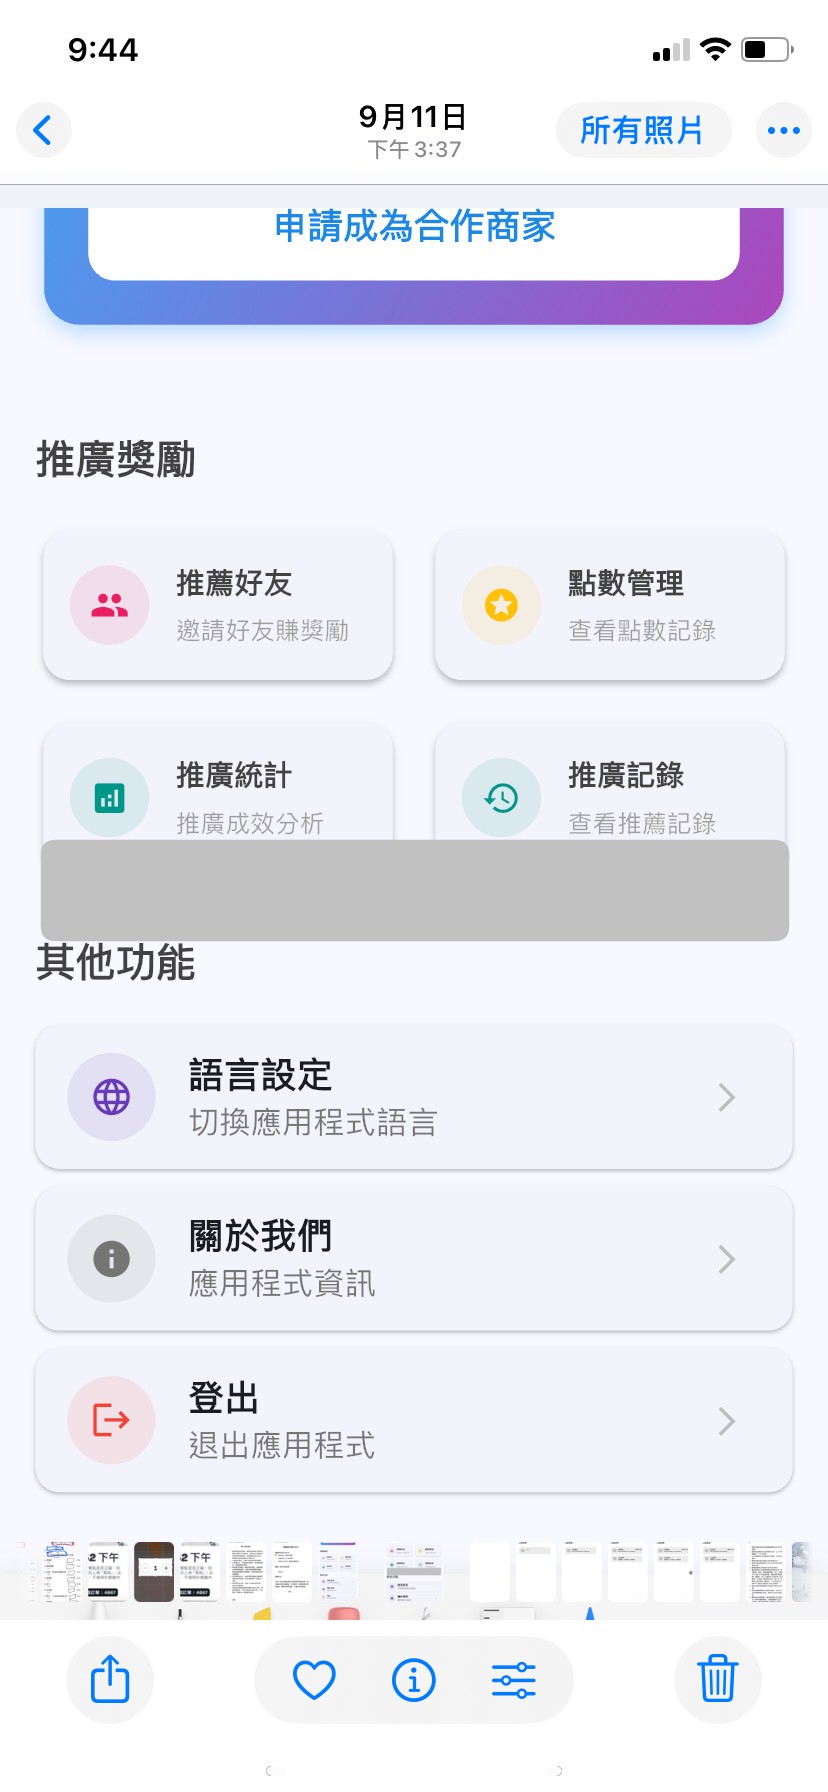 9:44
9月11日
下午3:37
所有照片
申請成為合作商家
推廣獎勵
推薦好友
邀請好友賺獎勵
點數管理
查看點數記錄
推廣統計
推廣成效分析
推廣記錄
查看推薦記錄
其他功能
語言設定
切換應用程式語言
關於我們
應用程式資訊
登出
退出應用程式